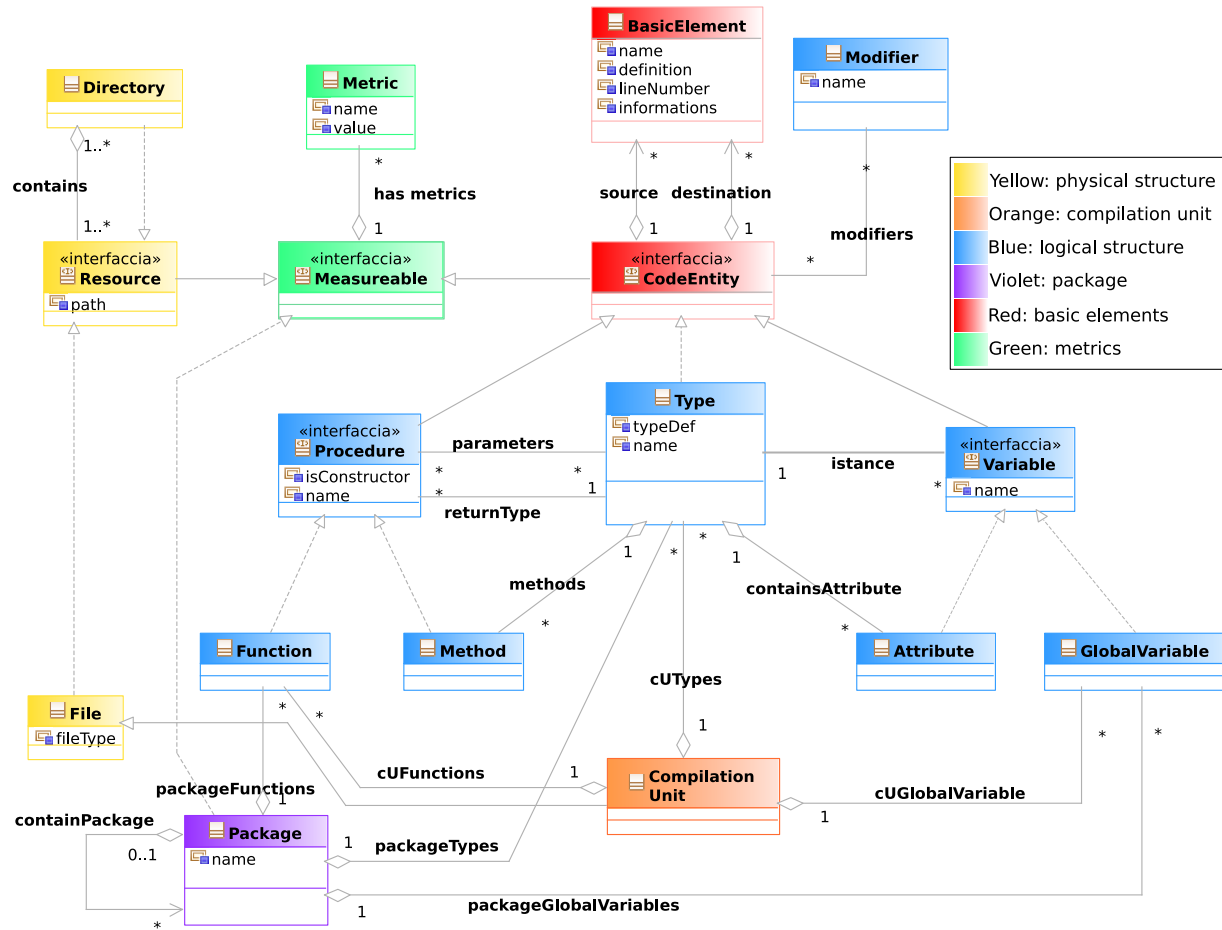 BasicElement
name
definition
lineNumber
informations
Modifier
name
Directory
Metric
name
value
1..*
contains
1..*
*
has metrics
1
*
source
1
*
destination
1
*
modifiers
*
Yellow: physical structure
Orange: compilation unit
Blue: logical structure
Violet: package
Red: basic elements
Green: metrics
«interfaccia»
Resource
path
«interfaccia»
Measureable
«interfaccia»
CodeEntity
Type
typeDef
name
«interfaccia»
Procedure
isConstructor
name
parameters
*
*
*
1
returnType
istance
1
*
«interfaccia»
Variable
name
1
*
*
1
methods
*
containsAttribute
*
Function
Method
Attribute
GlobalVariable
cUTypes
1
File
fileType
*
*
*
*
cUFunctions
1
Compilation
Unit
cUGlobalVariable
1
packageFunctions
1
containPackage
0..1
*
Package
name
1
packageTypes
1
packageGlobalVariables